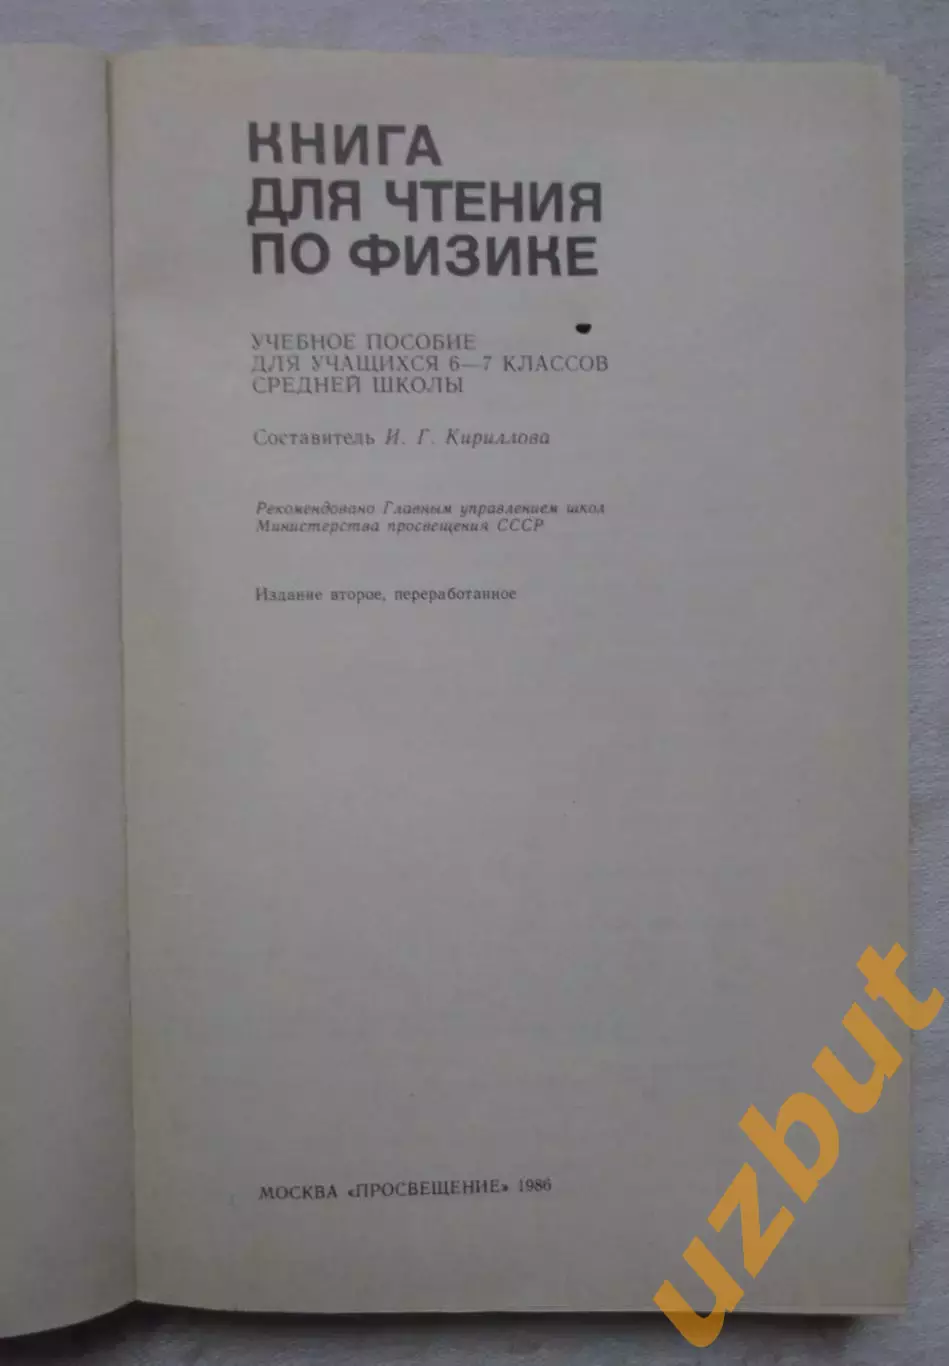 КНИГА
ДЛЯ ЧТЕНИЯ
ПО ФИЗИКЕ
УЧЕБНОЕ ПОСОБИЕ
ДЛЯ УЧАЩИХСЯ 6—7 КЛАССОВ
СРЕДНЕЙ ШКОЛЫ
Составитель И. Г. Кириллова
Рекомендовано Главным управлением школ
Министерства просвещения СССР
Издание второе, переработанное
МОСКВА «ПРОСВЕЩЕНИЕ» 1986
uzbut